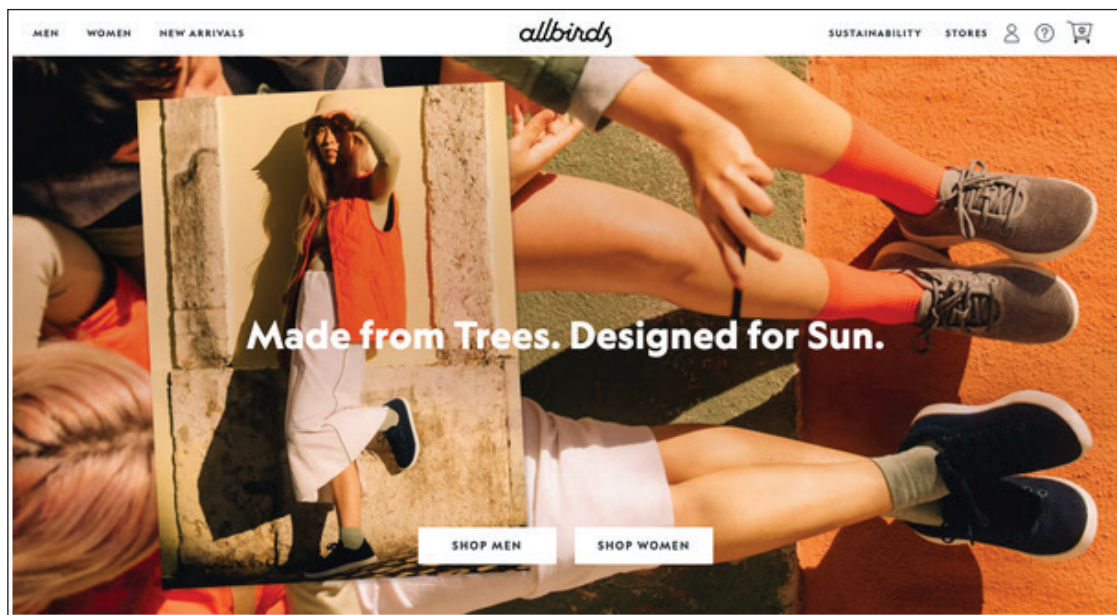 MEN WOMEN NEW ARRIVALS allbirds SUSTAINABILITY STORES
Made from Trees. Designed for Sun.
SHOP MEN SHOP WOMEN